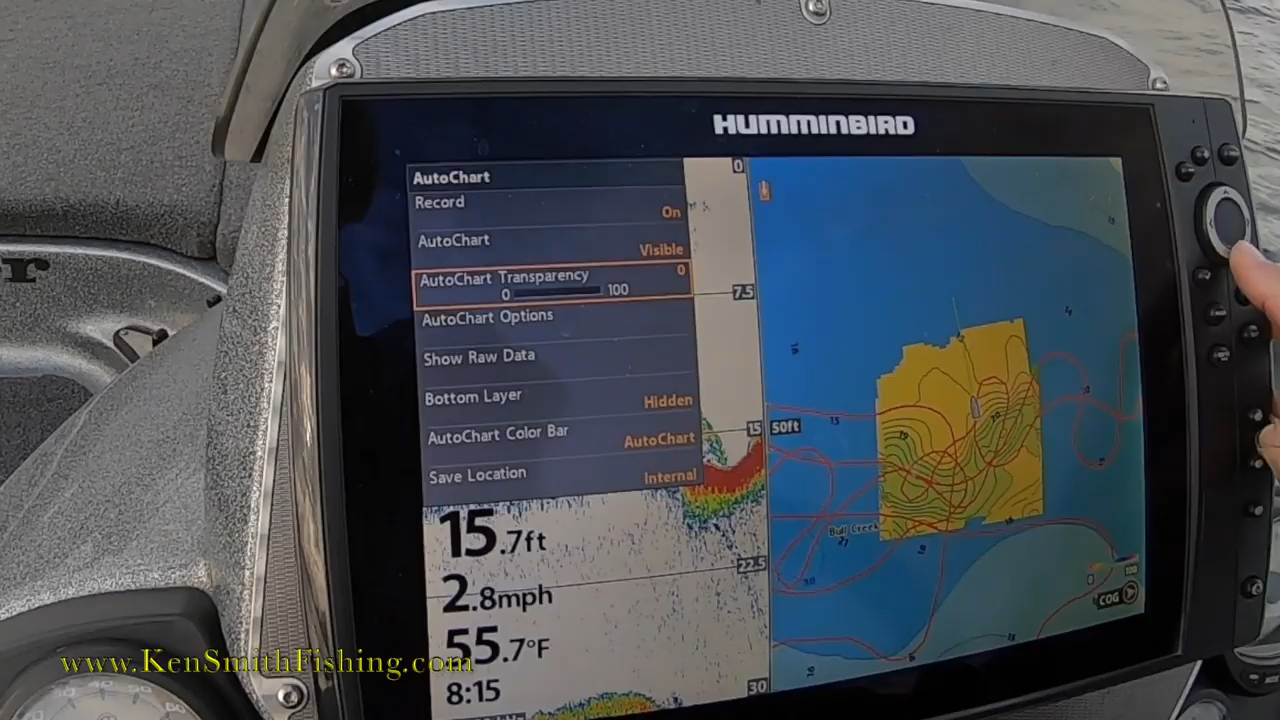 HUMMINBIRD
AutoChart
Record
On
AutoChart
Visible
AutoChart Transparency
0
0 100
AutoChart Options
Show Raw Data
Bottom Layer
Hidden
AutoChart Color Bar
AutoChart
Save Location
Internal
15.7ft
2.8mph
55.7°F
8:15
0
7.5
15
22.5
30
50ft
Bull Creek
COG
www.KenSmithFishing.com